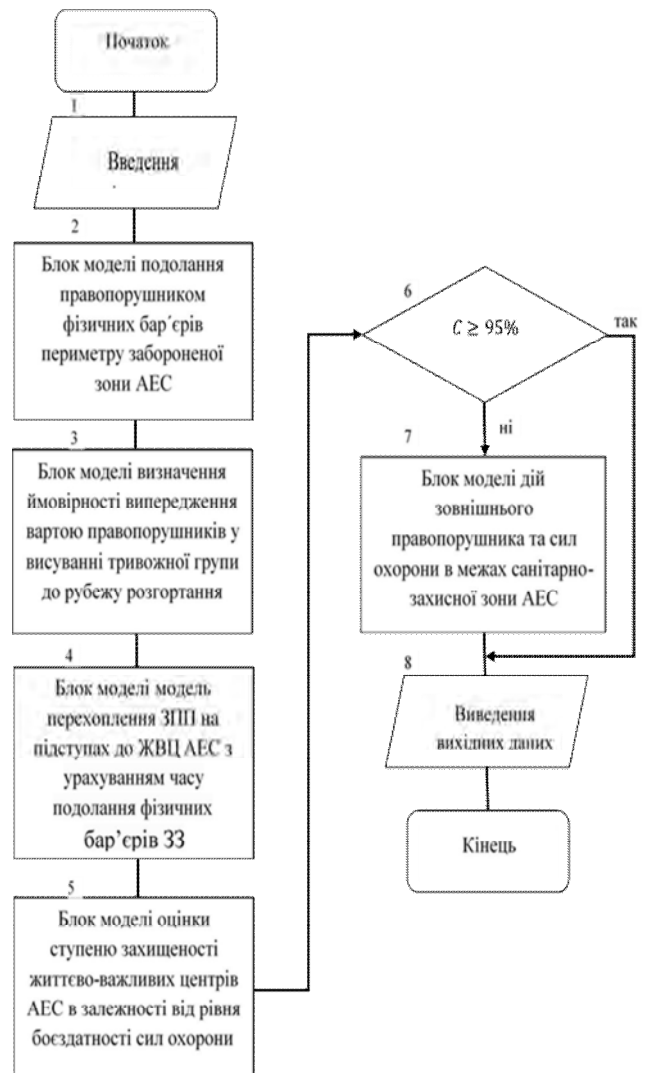 Початок
1
Введення
2
Блок моделі подолання
правопорушником
фізичних бар´єрів
периметру забороненої
зони АЕС
3
Блок моделі визначення
ймовірності випередження
вартою правопорушників у
висуванні тривожної групи
до рубежу розгортання
4
Блок моделі модель
перехоплення ЗПП на
підступах до ЖВЦ АЕС з
урахуванням часу
подолання фізичних
бар’єрів ЗЗ
5
Блок моделі оцінки
ступеню захищеності
життєво-важливих центрів
АЕС в залежності від рівня
боєздатності сил охорони
6
C ≥ 95%
так
ні
7
Блок моделі дій
зовнішнього
правопорушника та сил
охорони в межах санітарно-
захисної зони АЕС
8
Виведення
вихідних даних
Кінець